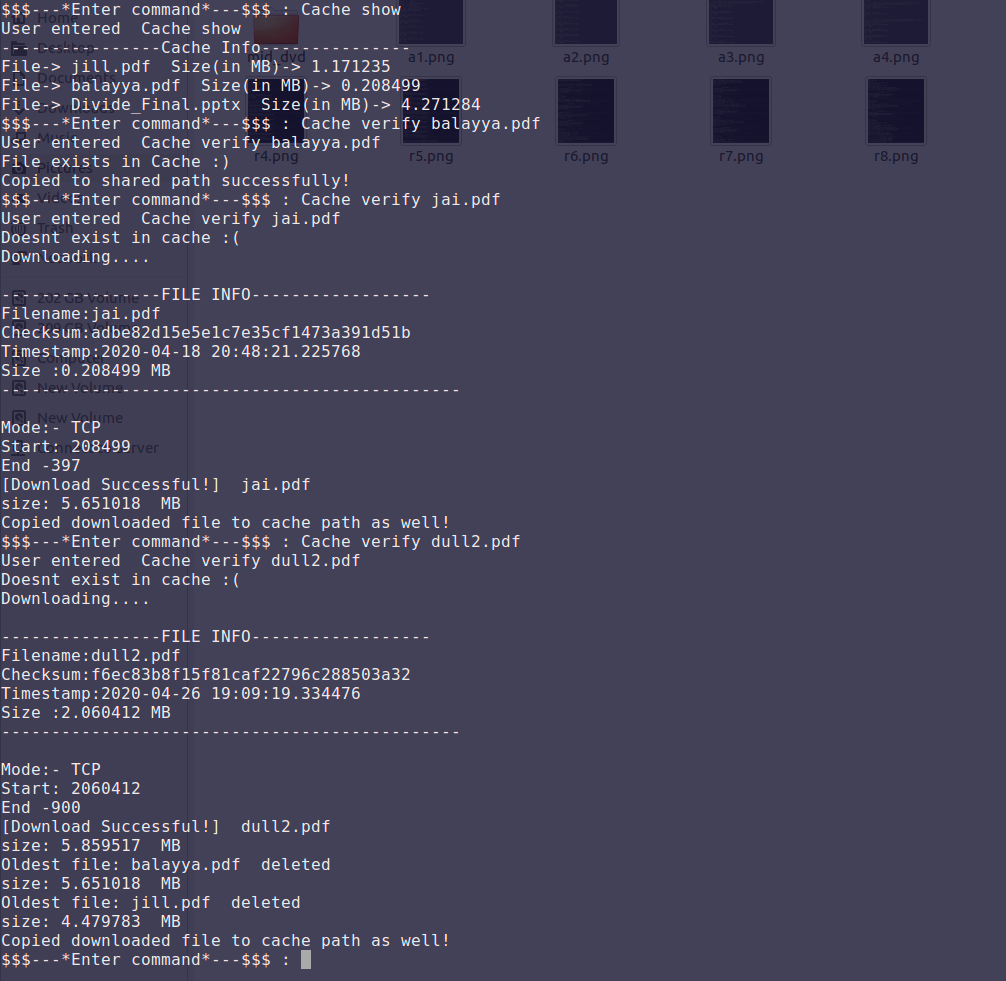 $$$---*Enter command*---$$$ : Cache show
User entered  Cache show
----------------Cache Info---------------
File-> jill.pdf  Size(in MB)-> 1.171235
File-> balayya.pdf  Size(in MB)-> 0.208499
File-> Divide_Final.pptx  Size(in MB)-> 4.271284
$$$---*Enter command*---$$$ : Cache verify balayya.pdf
User entered  Cache verify balayya.pdf
File exists in Cache :)
Copied to shared path successfully!
$$$---*Enter command*---$$$ : Cache verify jai.pdf
User entered  Cache verify jai.pdf
Doesnt exist in cache :(
Downloading....
----------------FILE INFO------------------
Filename:jai.pdf
Checksum:adbe82d15e5e1c7e35cf1473a391d51b
Timestamp:2020-04-18 20:48:21.225768
Size :0.208499 MB
----------------------------------------------
Mode:- TCP
Start: 208499
End -397
[Download Successful!]  jai.pdf
size: 5.651018  MB
Copied downloaded file to cache path as well!
$$$---*Enter command*---$$$ : Cache verify dull2.pdf
User entered  Cache verify dull2.pdf
Doesnt exist in cache :(
Downloading....
----------------FILE INFO------------------
Filename:dull2.pdf
Checksum:f6ec83b8f15f81caf22796c288503a32
Timestamp:2020-04-26 19:09:19.334476
Size :2.060412 MB
----------------------------------------------
Mode:- TCP
Start: 2060412
End -900
[Download Successful!]  dull2.pdf
size: 5.859517  MB
Oldest file: balayya.pdf  deleted
size: 5.651018  MB
Oldest file: jill.pdf  deleted
size: 4.479783  MB
Copied downloaded file to cache path as well!
$$$---*Enter command*---$$$ :
Home
Desktop
Documents
Pictures
Trash
Computer
New Volume
New Volume
mid_dvd
a1.png
a2.png
a3.png
a4.png
r4.png
r5.png
r6.png
r7.png
r8.png